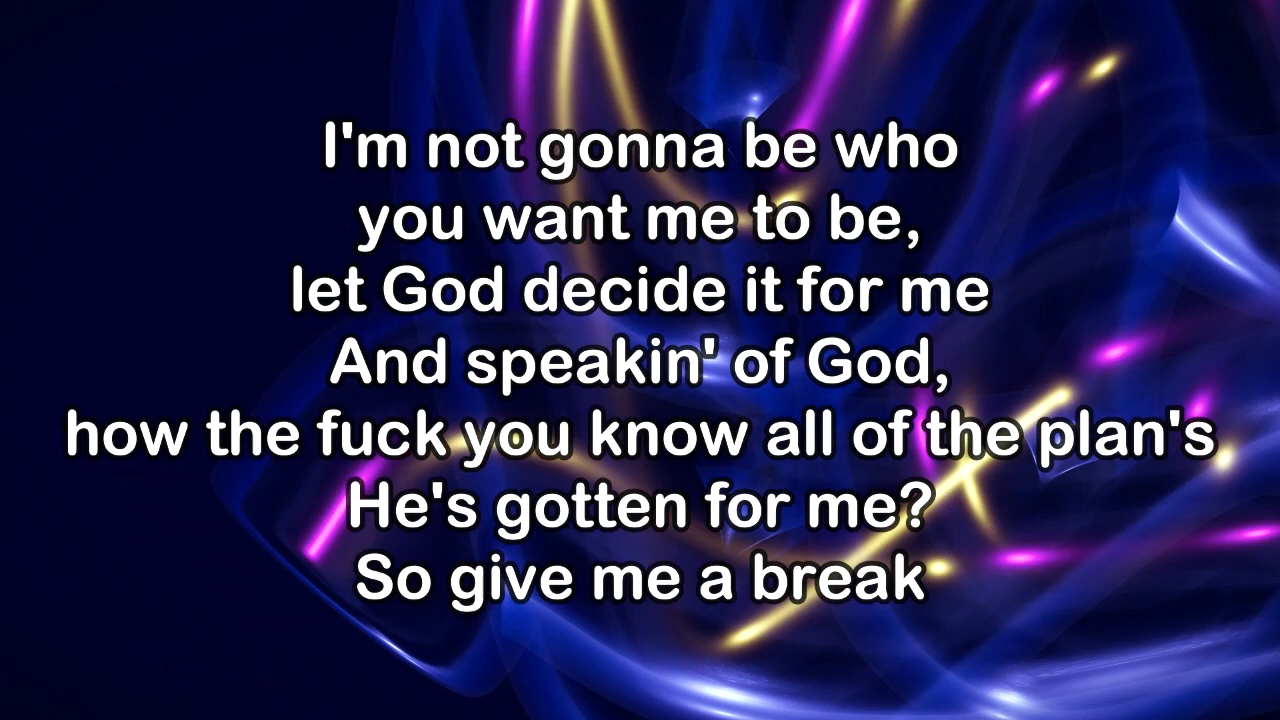 I'm not gonna be who
you want me to be,
let God decide it for me
And speakin' of God,
how the fuck you know all of the plan's
He's gotten for me?
So give me a break